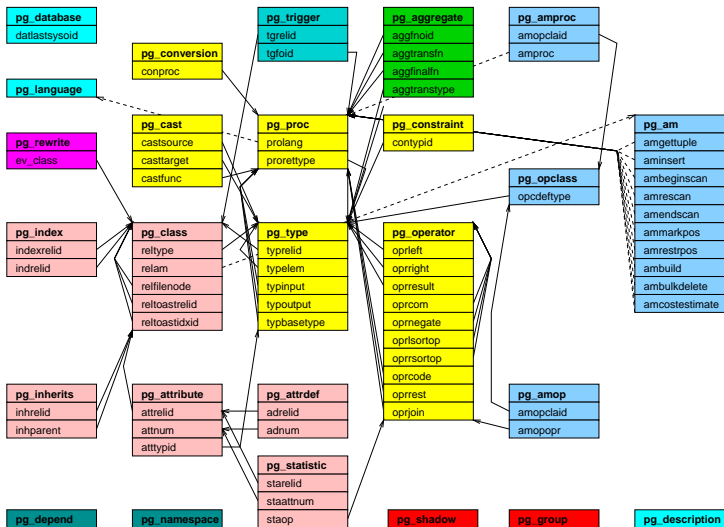 pg_database
datlastsysoid
pg_language
pg_rewrite
ev_class
pg_index
indexrelid
indrelid
pg_inherits
inhrelid
inhparent
pg_depend
pg_conversion
conproc
pg_cast
castsource
casttarget
castfunc
pg_class
reltype
relam
relfilenode
reltoastrelid
reltoastidxid
pg_attribute
attrelid
attnum
atttypid
pg_namespace
pg_trigger
tgrelid
tgfoid
pg_proc
prolang
prorettype
pg_type
typrelid
typelem
typinput
typoutput
typbasetype
pg_attrdef
adrelid
adnum
pg_statistic
starelid
staattnum
staop
pg_aggregate
aggfnoid
aggtransfn
aggfinalfn
aggtranstype
pg_constraint
contypid
pg_operator
oprleft
oprright
oprresult
oprcom
oprnegate
oprlsortop
oprrsortop
oprcode
oprrest
oprjoin
pg_shadow
pg_amproc
amopclaid
amproc
pg_opclass
opcdeftype
pg_amop
amopclaid
amopopr
pg_group
pg_am
amgettuple
aminsert
ambeginscan
amrescan
amendscan
ammarkpos
amrestrpos
ambuild
ambulkdelete
amcostestimate
pg_description